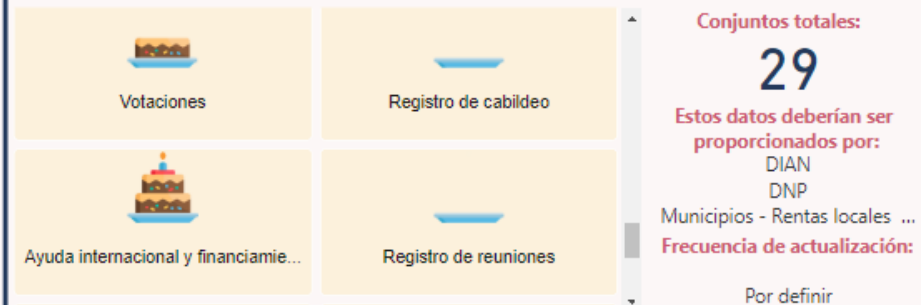 Votaciones
Registro de cabildeo
Ayuda internacional y financiamie...
Registro de reuniones
Conjuntos totales:
29
Estos datos deberían ser
proporcionados por:
DIAN
DNP
Municipios - Rentas locales ...
Frecuencia de actualización:
Por definir